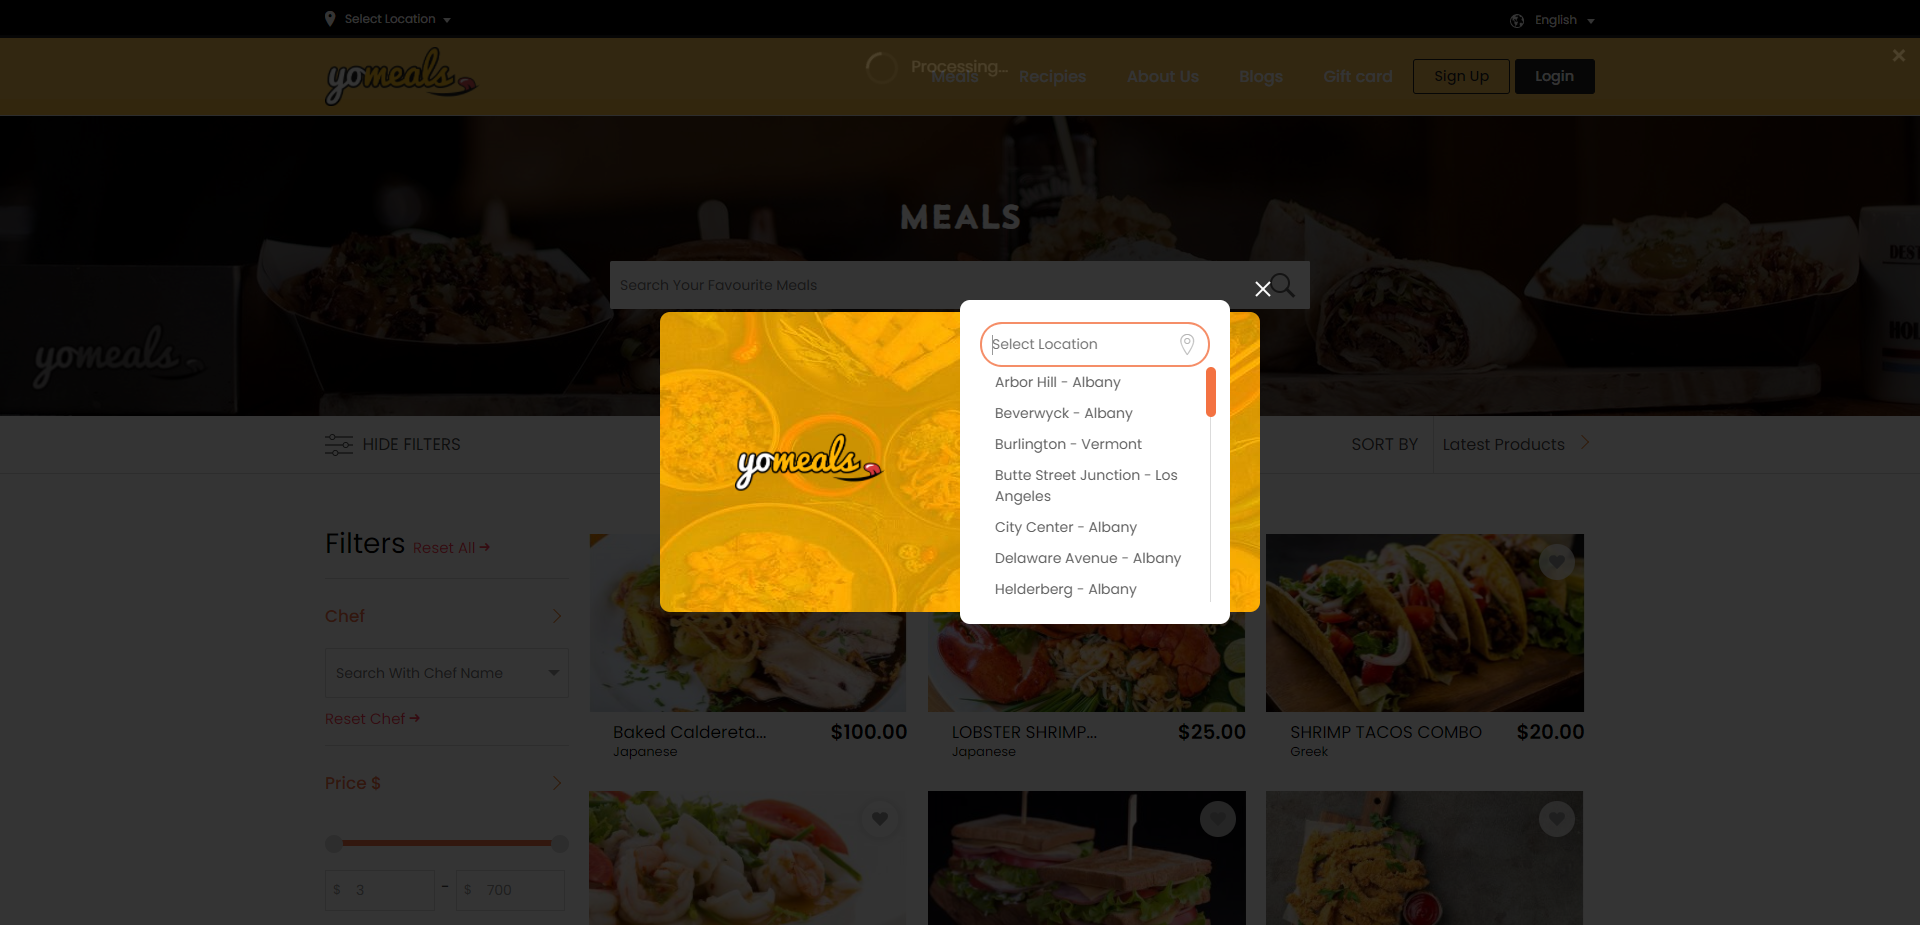 Select Location
English
yomeals
Processing...
Meals
Recipies
About Us
Blogs
Gift card
Sign Up
Login
MEALS
Search Your Favourite Meals
DEST
HOL
yomeals
HIDE FILTERS
SORT BY
Latest Products
yomeals
Select Location
Arbor Hill - Albany
Beverwyck - Albany
Burlington - Vermont
Butte Street Junction - Los
Angeles
City Center - Albany
Delaware Avenue - Albany
Helderberg - Albany
Filters
Reset All
Chef
Search With Chef Name
Reset Chef
Price $
$ 3 - $ 700
Baked Caldereta... $100.00
Japanese
LOBSTER SHRIMP... $25.00
Japanese
SHRIMP TACOS COMBO $20.00
Greek